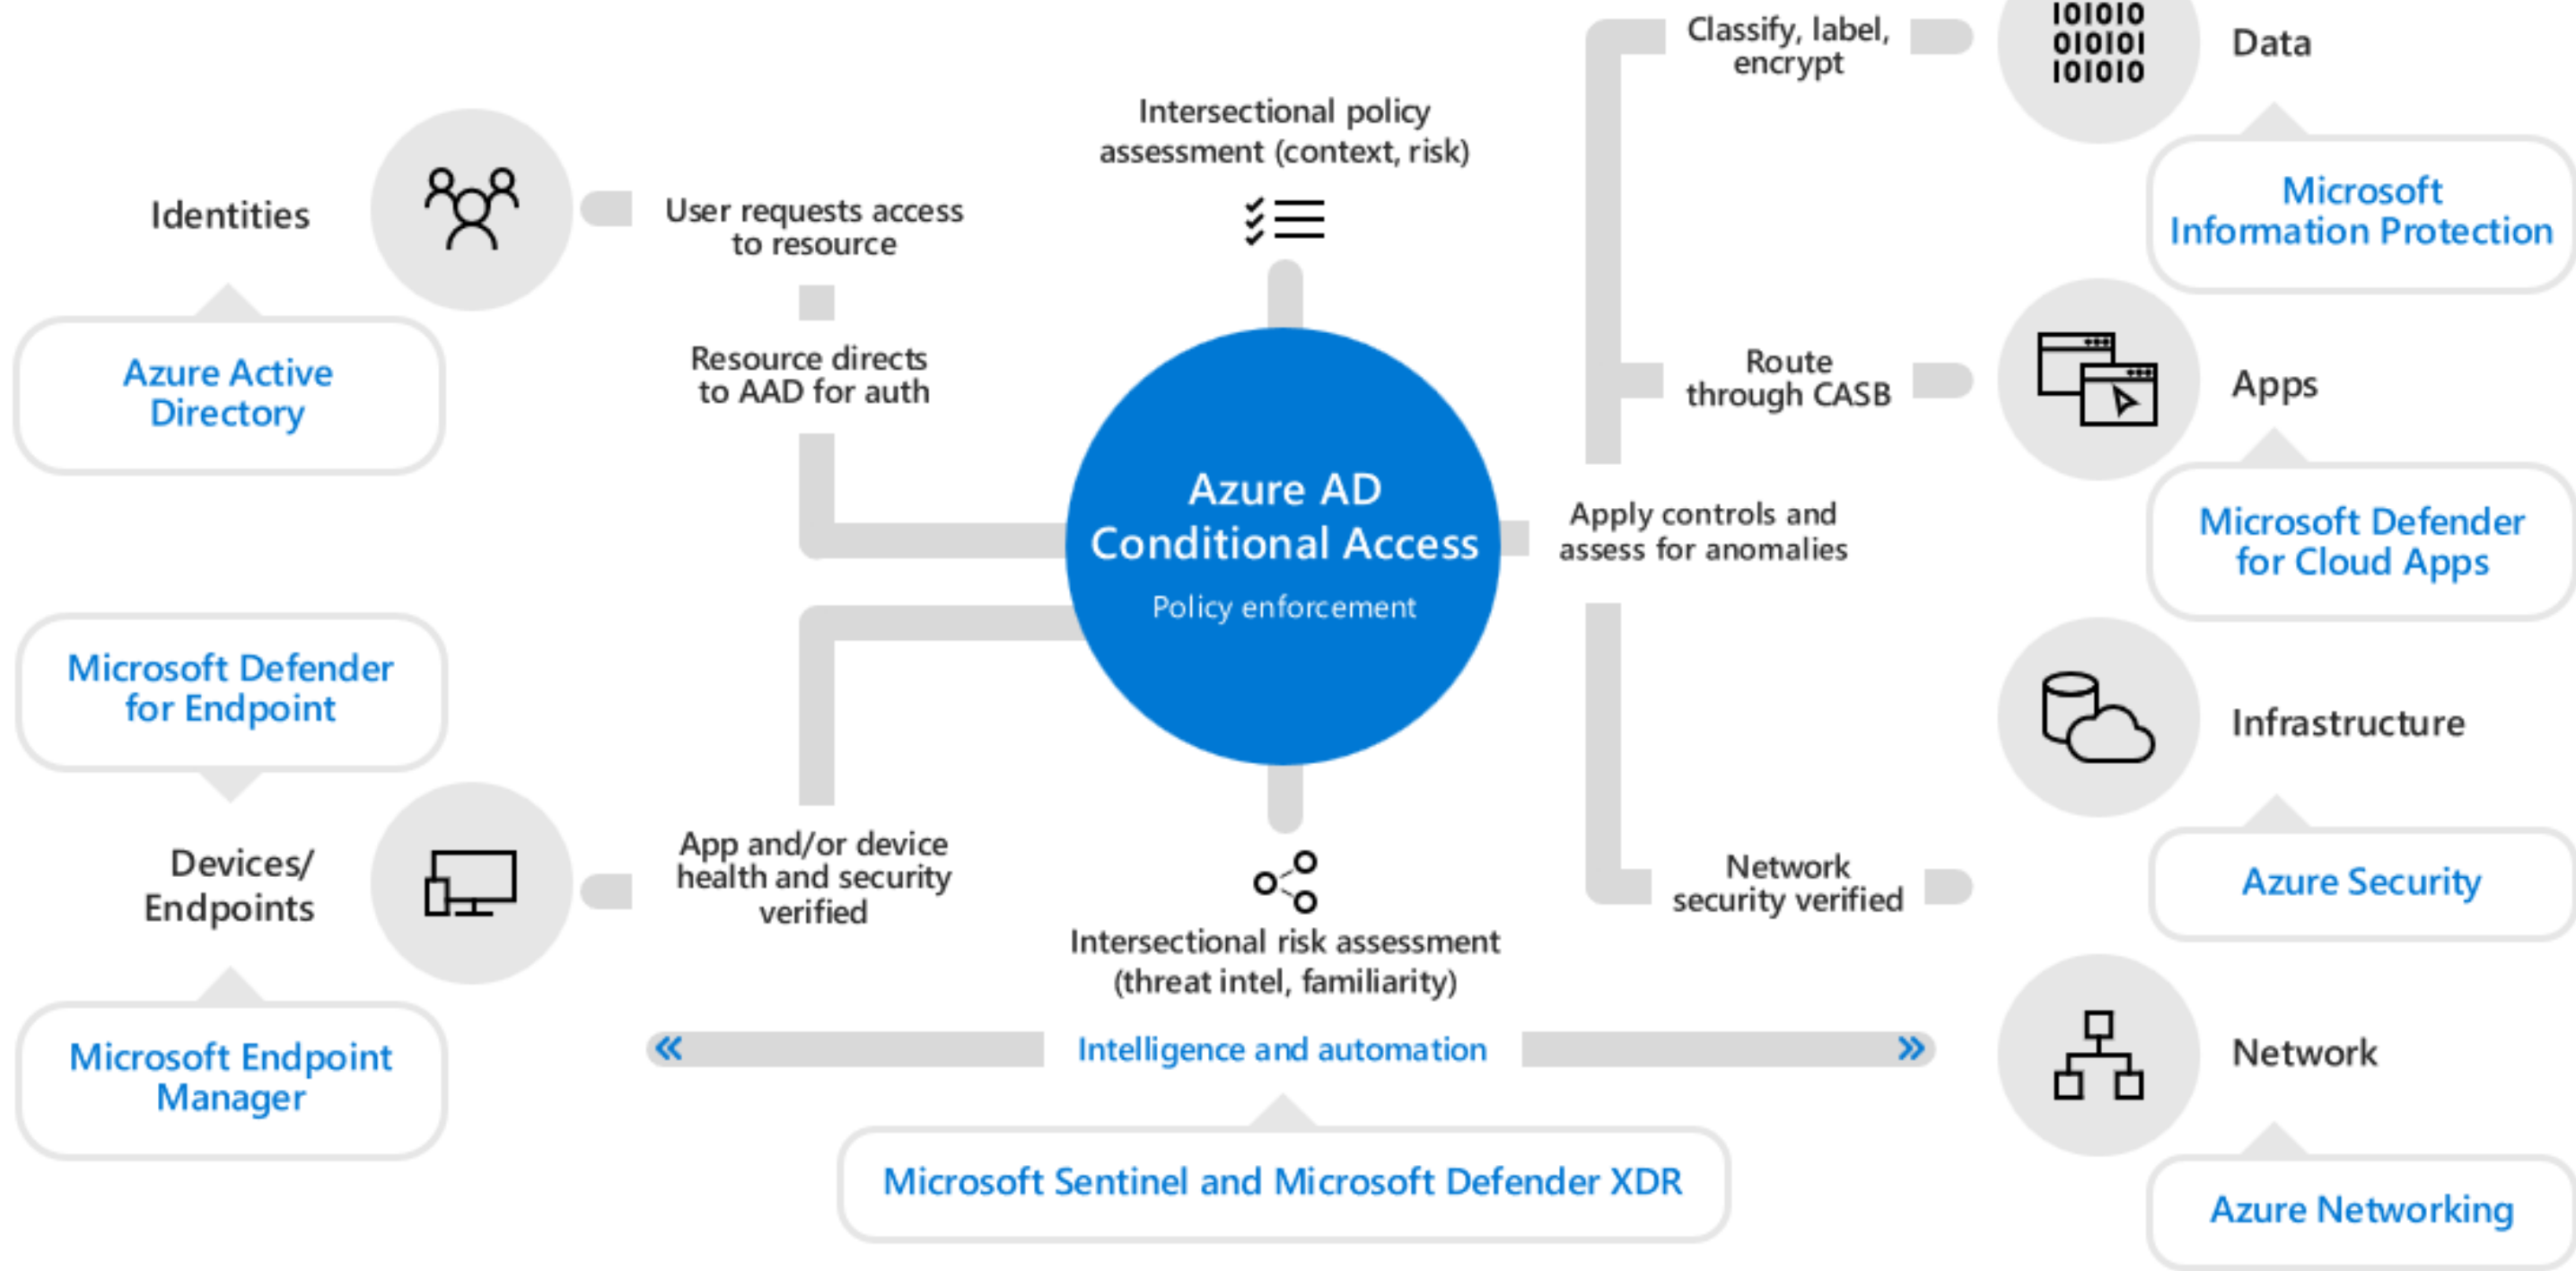 Identities
Azure Active
Directory
Microsoft Defender
for Endpoint
Devices/
Endpoints
Microsoft Endpoint
Manager
User requests access
to resource
Resource directs
to AAD for auth
App and/or device
health and security
verified
Intersectional policy
assessment (context, risk)
Azure AD
Conditional Access
Policy enforcement
Intersectional risk assessment
(threat intel, familiarity)
Intelligence and automation
Microsoft Sentinel and Microsoft Defender XDR
Classify, label,
encrypt
Route
through CASB
Apply controls and
assess for anomalies
Network
security verified
101010
010101
101010
Data
Microsoft
Information Protection
Apps
Microsoft Defender
for Cloud Apps
Infrastructure
Azure Security
Network
Azure Networking